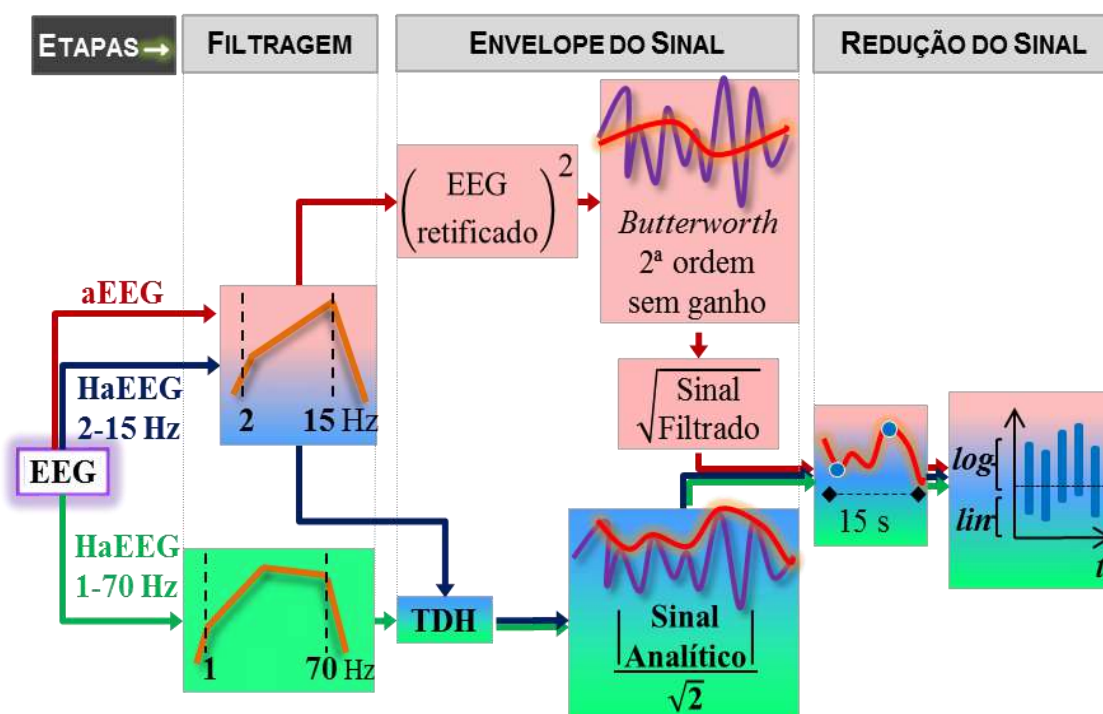 ETAPAS→
FILTRAGEM
ENVELOPE DO SINAL
REDUÇÃO DO SINAL
aEEG
HaEEG
2-15 Hz
EEG
HaEEG
1-70 Hz
2 15 Hz
1 70 Hz
(EEG
retificado)²
Butterworth
2ª ordem
sem ganho
√Sinal
Filtrado
TDH
|Sinal
Analítico|
√2
15 s
log
lin
t